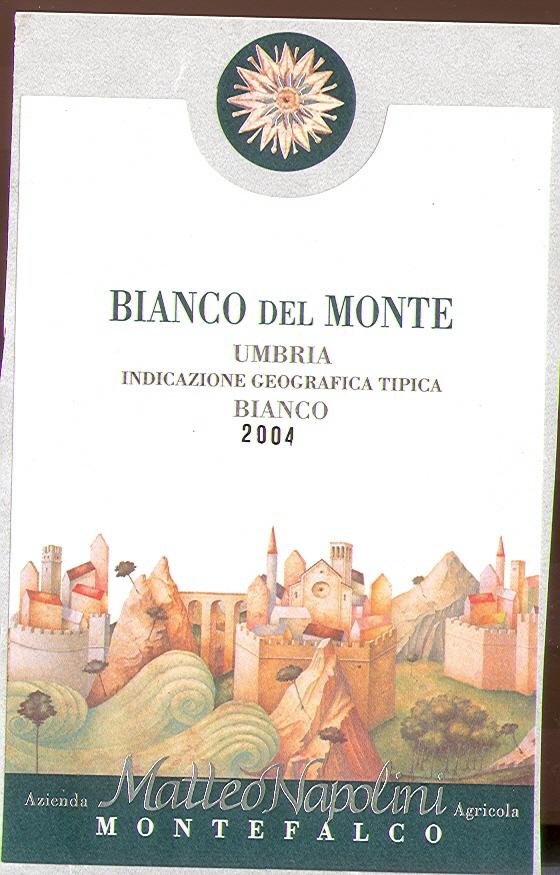 BIANCO DEL MONTE
UMBRIA
INDICAZIONE GEOGRAFICA TIPICA
BIANCO
2004
Azienda Matteo Napolini Agricola
MONTEFALCO